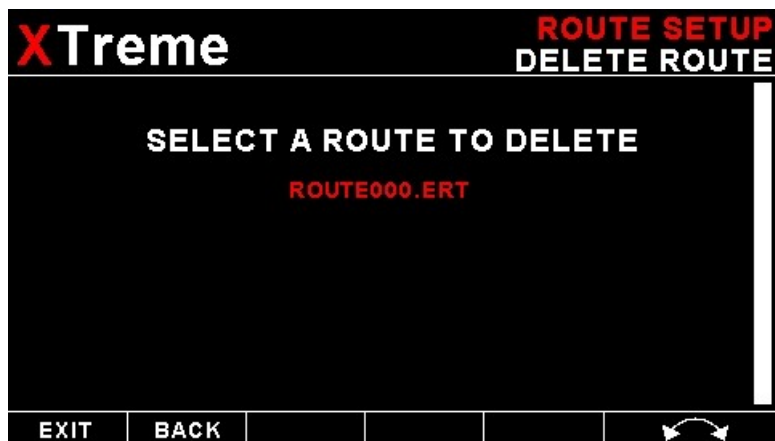 XTreme
ROUTE SETUP
DELETE ROUTE
SELECT A ROUTE TO DELETE
ROUTE000.ERT
EXIT BACK